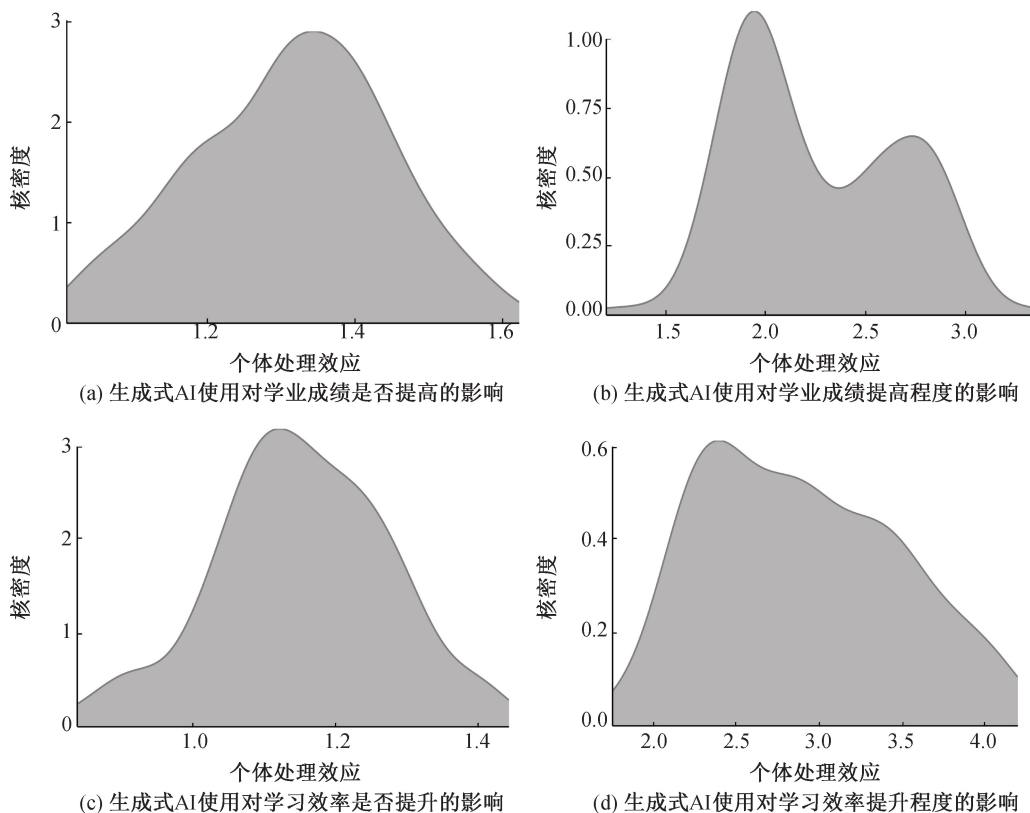 3
2
1
0
核密度
1.2
1.4
1.6
个体处理效应
(a) 生成式AI使用对学业成绩是否提高的影响
1.00
0.75
0.50
0.25
0.00
核密度
1.5
2.0
2.5
3.0
个体处理效应
(b) 生成式AI使用对学业成绩提高程度的影响
3
2
1
0
核密度
1.0
1.2
1.4
个体处理效应
(c) 生成式AI使用对学习效率是否提升的影响
0.6
0.4
0.2
0.0
核密度
2.0
2.5
3.0
3.5
4.0
个体处理效应
(d) 生成式AI使用对学习效率提升程度的影响